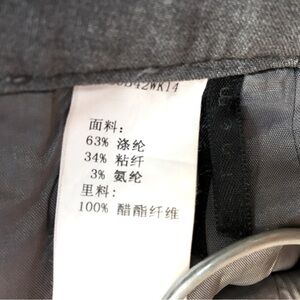 面料：
63% 涤纶
34% 粘纤
3% 氨纶
里料：
100% 醋酯纤维